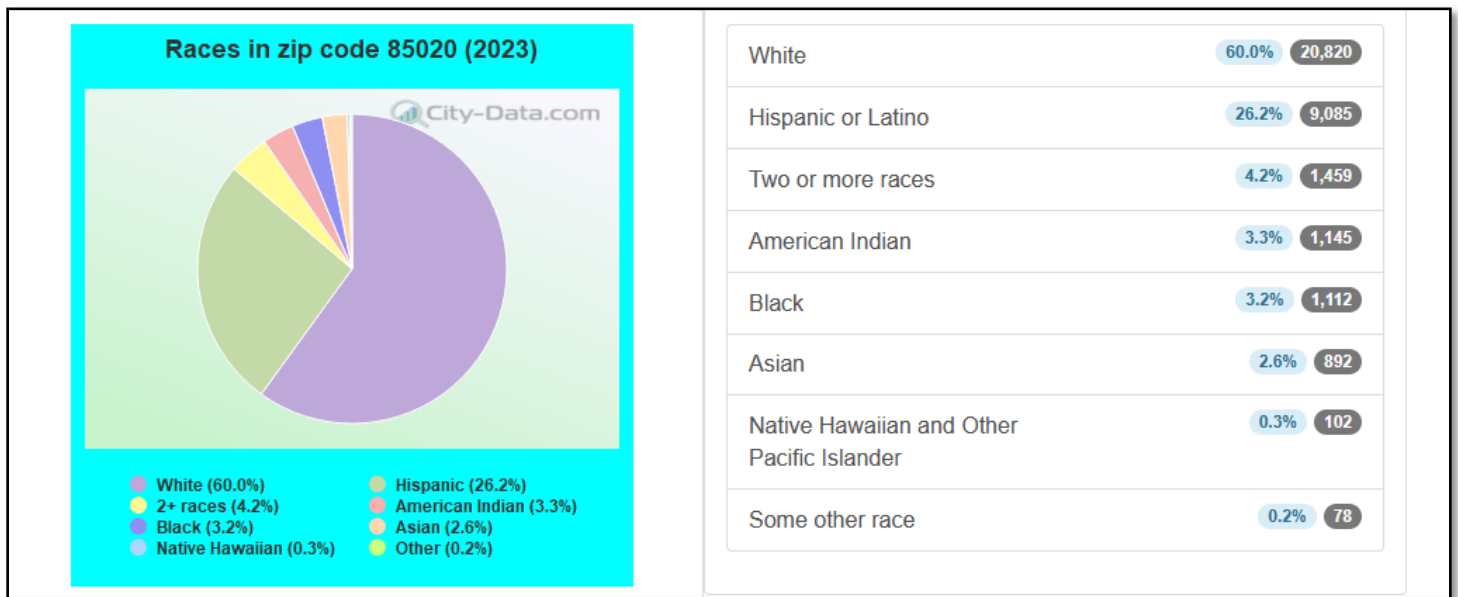 Races in zip code 85020 (2023)
City-Data.com
White (60.0%)
Hispanic (26.2%)
2+ races (4.2%)
American Indian (3.3%)
Black (3.2%)
Asian (2.6%)
Native Hawaiian (0.3%)
Other (0.2%)
White 60.0% 20,820
Hispanic or Latino 26.2% 9,085
Two or more races 4.2% 1,459
American Indian 3.3% 1,145
Black 3.2% 1,112
Asian 2.6% 892
Native Hawaiian and Other 0.3% 102
Pacific Islander
Some other race 0.2% 78